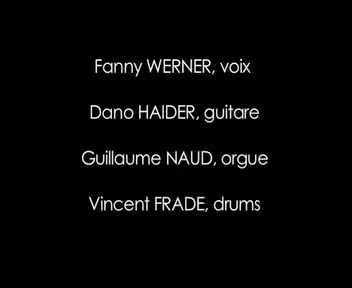 Fanny WERNER, voix
Dano HAIDER, guitare
Guillaume NAUD, orgue
Vincent FRADE, drums